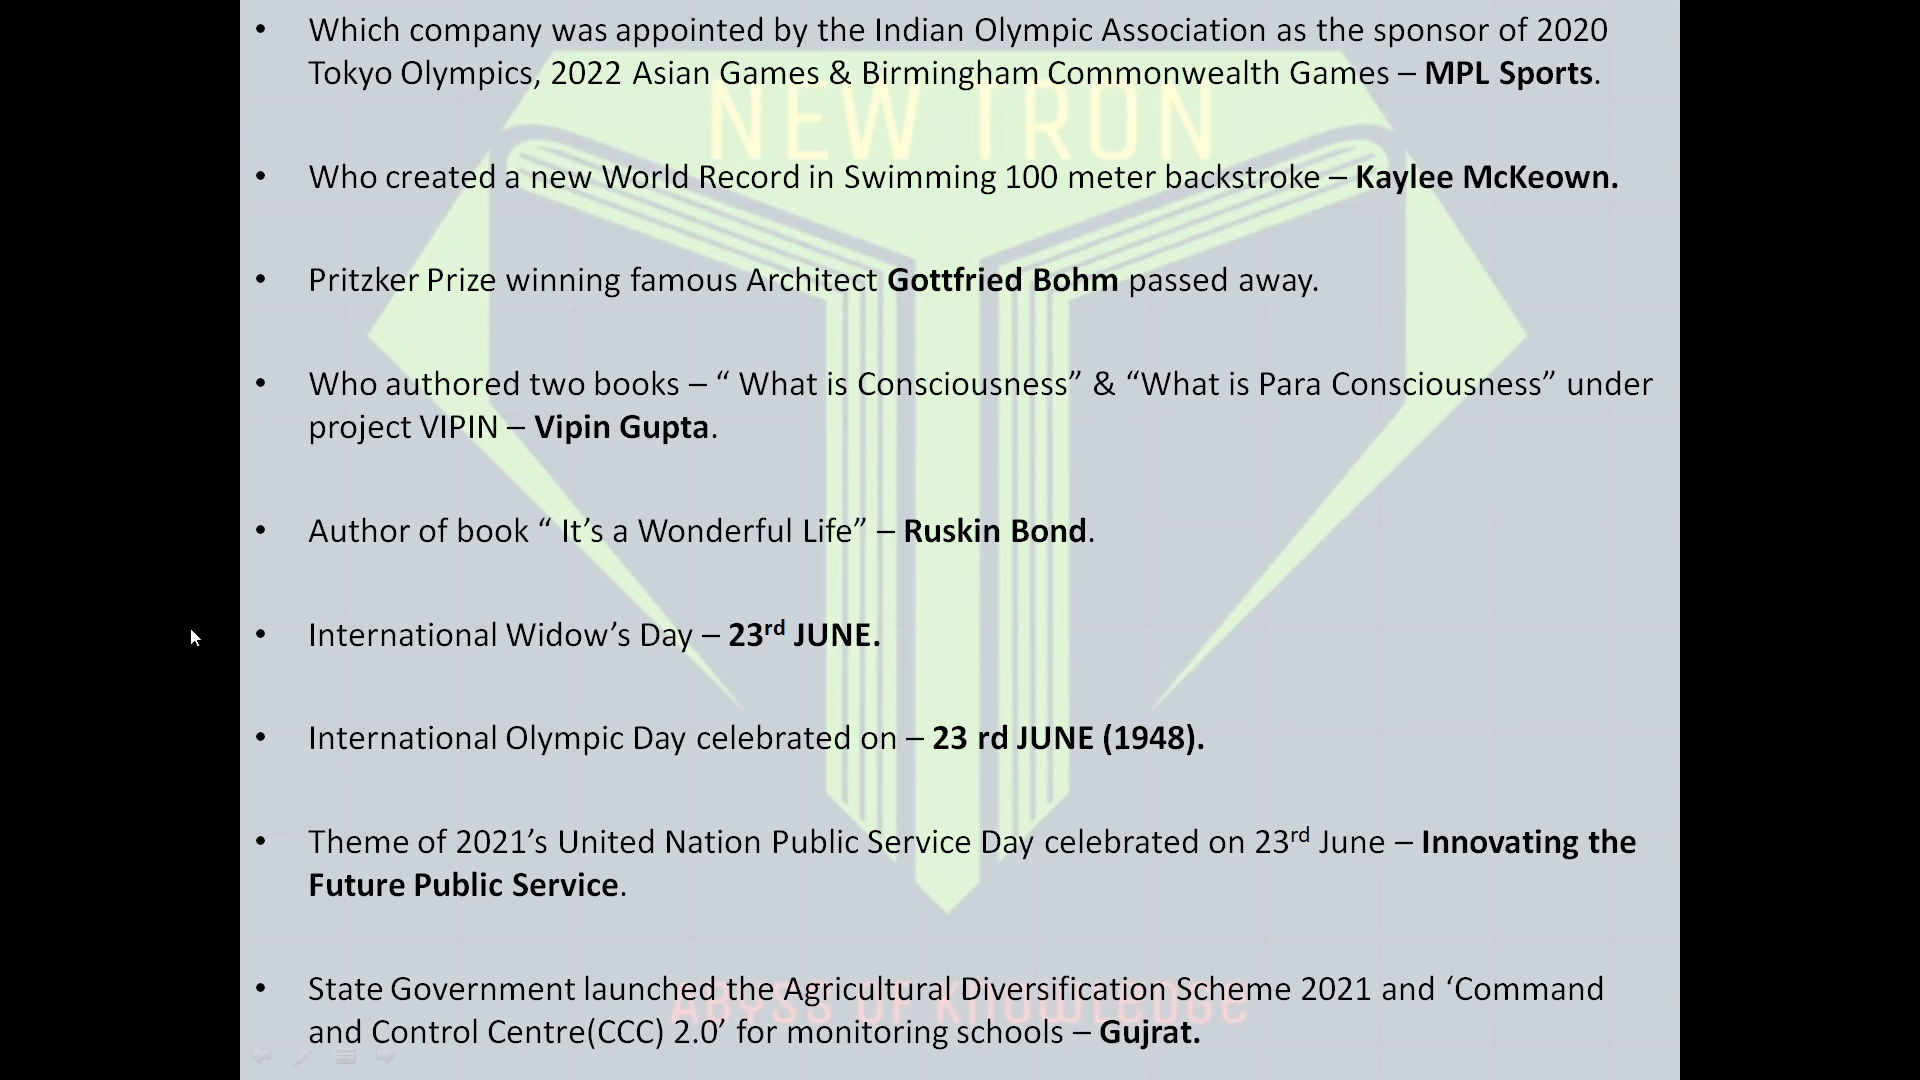 • Which company was appointed by the Indian Olympic Association as the sponsor of 2020
Tokyo Olympics, 2022 Asian Games & Birmingham Commonwealth Games – MPL Sports.
NEW TRON
• Who created a new World Record in Swimming 100 meter backstroke – Kaylee McKeown.
• Pritzker Prize winning famous Architect Gottfried Bohm passed away.
• Who authored two books – “ What is Consciousness” & “What is Para Consciousness” under
project VIPIN – Vipin Gupta.
• Author of book “ It’s a Wonderful Life” – Ruskin Bond.
• International Widow’s Day – 23rd JUNE.
• International Olympic Day celebrated on – 23 rd JUNE (1948).
• Theme of 2021’s United Nation Public Service Day celebrated on 23rd June – Innovating the
Future Public Service.
• State Government launched the Agricultural Diversification Scheme 2021 and ‘Command
ABYSS OF KNOWLEDGE
and Control Centre(CCC) 2.0’ for monitoring schools – Gujrat.